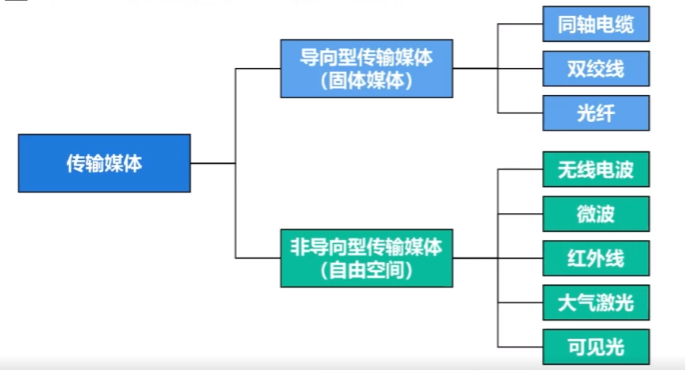 传输媒体
导向型传输媒体
（固体媒体）
同轴电缆
双绞线
光纤
非导向型传输媒体
（自由空间）
无线电波
微波
红外线
大气激光
可见光